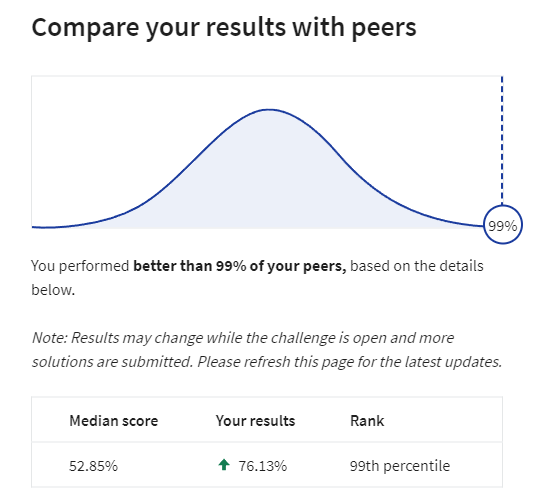 Compare your results with peers
99%
You performed better than 99% of your peers, based on the details
below.
Note: Results may change while the challenge is open and more
solutions are submitted. Please refresh this page for the latest updates.
Median score Your results Rank
52.85% 76.13% 99th percentile